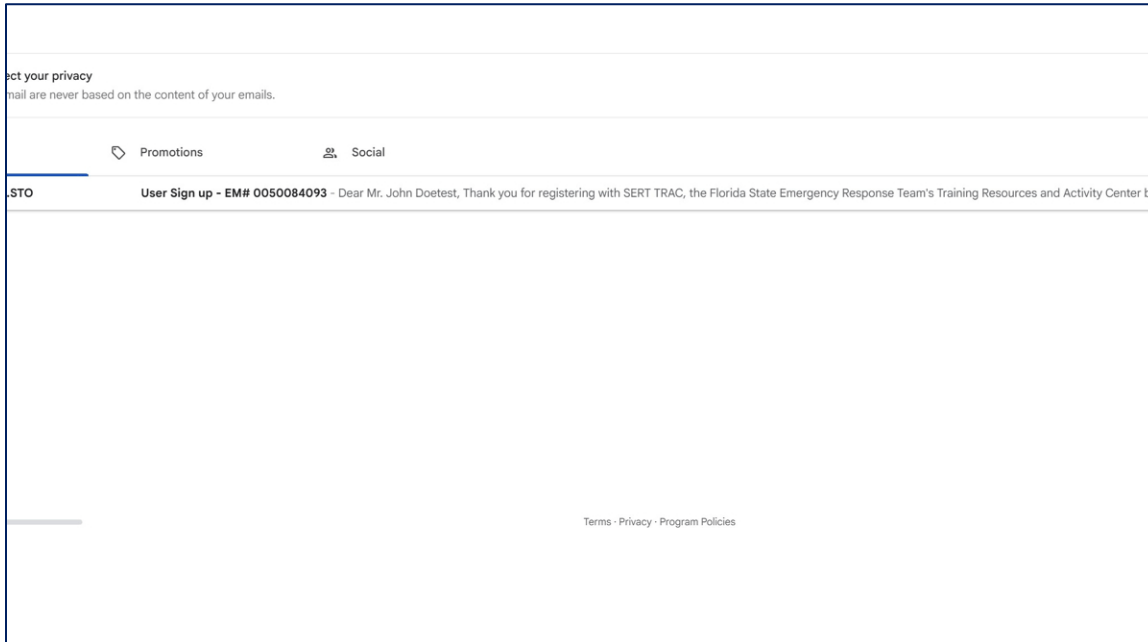 ect your privacy
mail are never based on the content of your emails.
Promotions Social
.STO User Sign up - EM# 0050084093 - Dear Mr. John Doetest, Thank you for registering with SERT TRAC, the Florida State Emergency Response Team's Training Resources and Activity Center b
Terms · Privacy · Program Policies